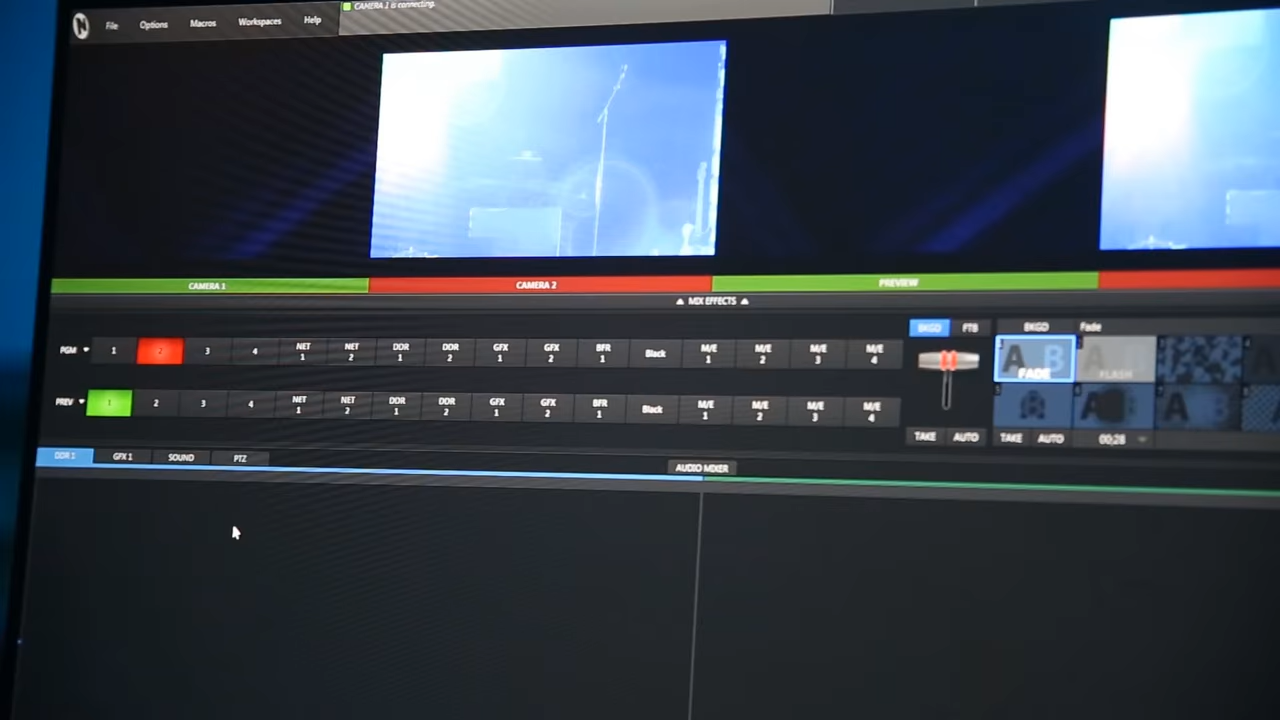 CAMERA 1 is connecting.
File Options Macros Workspaces Help
CAMERA 1 CAMERA 2 PREVIEW
MIX EFFECTS
BKGD FTB BKGD Fade
PGM 1 2 3 4 NET 1 NET 2 DDR 1 DDR 2 GFX 1 GFX 2 BFR 1 Black M/E 1 M/E 2 M/E 3 M/E 4
A B FADE
FLASH
PREV 1 2 3 4 NET 1 NET 2 DDR 1 DDR 2 GFX 1 GFX 2 BFR 1 Black M/E 1 M/E 2 M/E 3 M/E 4
TAKE AUTO TAKE AUTO 00:28
DDR 1 GFX 1 SOUND PTZ
AUDIO MIXER